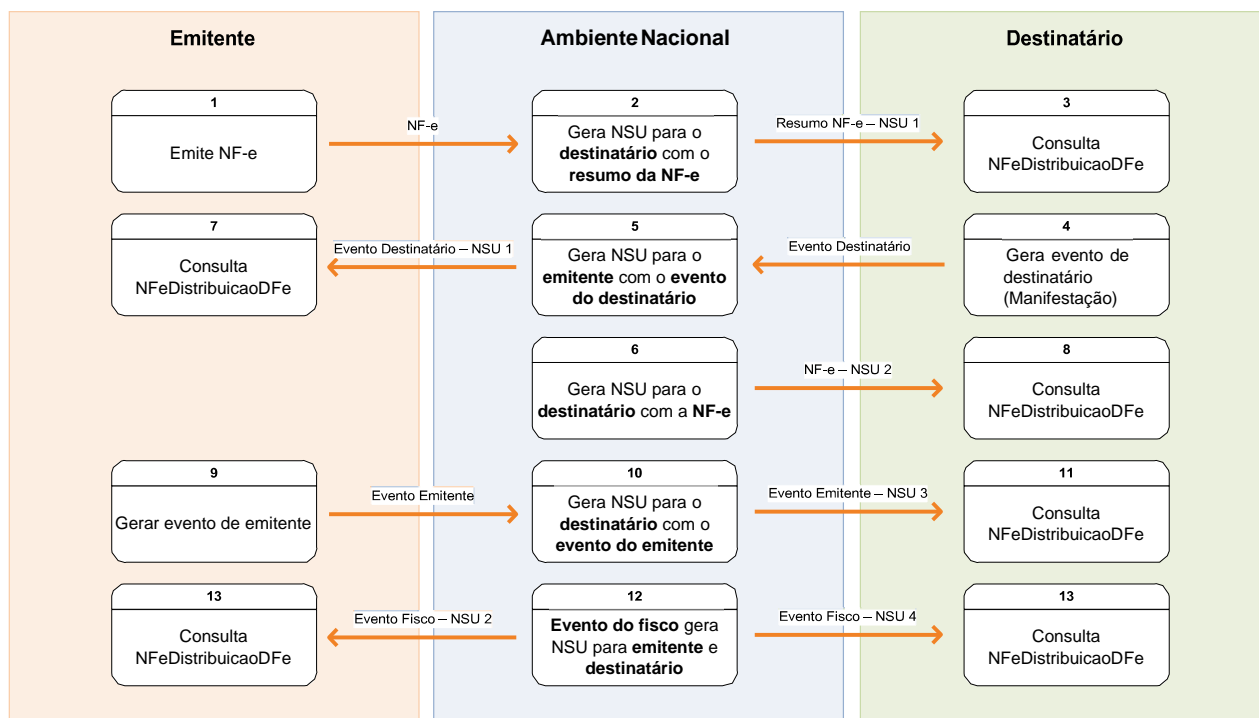 Emitente
Ambiente Nacional
Destinatário
1
Emite NF-e
NF-e
2
Gera NSU para o
destinatário com o
resumo da NF-e
Resumo NF-e – NSU 1
3
Consulta
NFeDistribuicaoDFe
7
Consulta
NFeDistribuicaoDFe
Evento Destinatário – NSU 1
5
Gera NSU para o
emitente com o evento
do destinatário
Evento Destinatário
4
Gera evento de
destinatário
(Manifestação)
6
Gera NSU para o
destinatário com a NF-e
NF-e – NSU 2
8
Consulta
NFeDistribuicaoDFe
9
Gerar evento de emitente
Evento Emitente
10
Gera NSU para o
destinatário com o
evento do emitente
Evento Emitente – NSU 3
11
Consulta
NFeDistribuicaoDFe
13
Consulta
NFeDistribuicaoDFe
Evento Fisco – NSU 2
12
Evento do fisco gera
NSU para emitente e
destinatário
Evento Fisco – NSU 4
13
Consulta
NFeDistribuicaoDFe